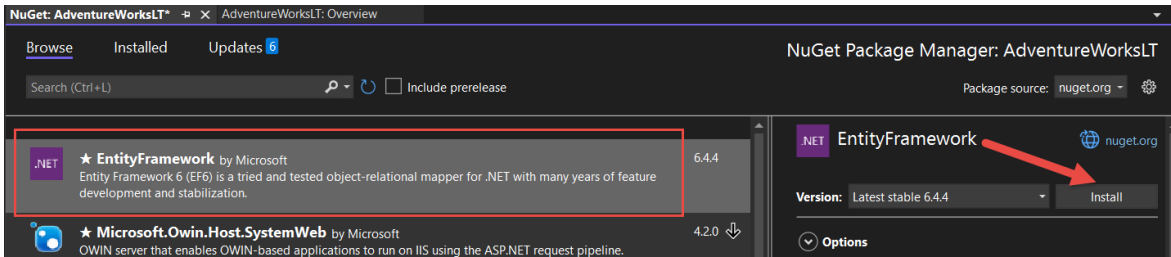 NuGet: AdventureWorksLT* AdventureWorksLT: Overview
Browse Installed Updates 6
NuGet Package Manager: AdventureWorksLT
Search (Ctrl+L) Include prerelease
Package source: nuget.org
.NET ★ EntityFramework by Microsoft 6.4.4
Entity Framework 6 (EF6) is a tried and tested object-relational mapper for .NET with many years of feature
development and stabilization.
★ Microsoft.Owin.Host.SystemWeb by Microsoft 4.2.0
OWIN server that enables OWIN-based applications to run on IIS using the ASP.NET request pipeline.
.NET EntityFramework nuget.org
Version: Latest stable 6.4.4 Install
Options